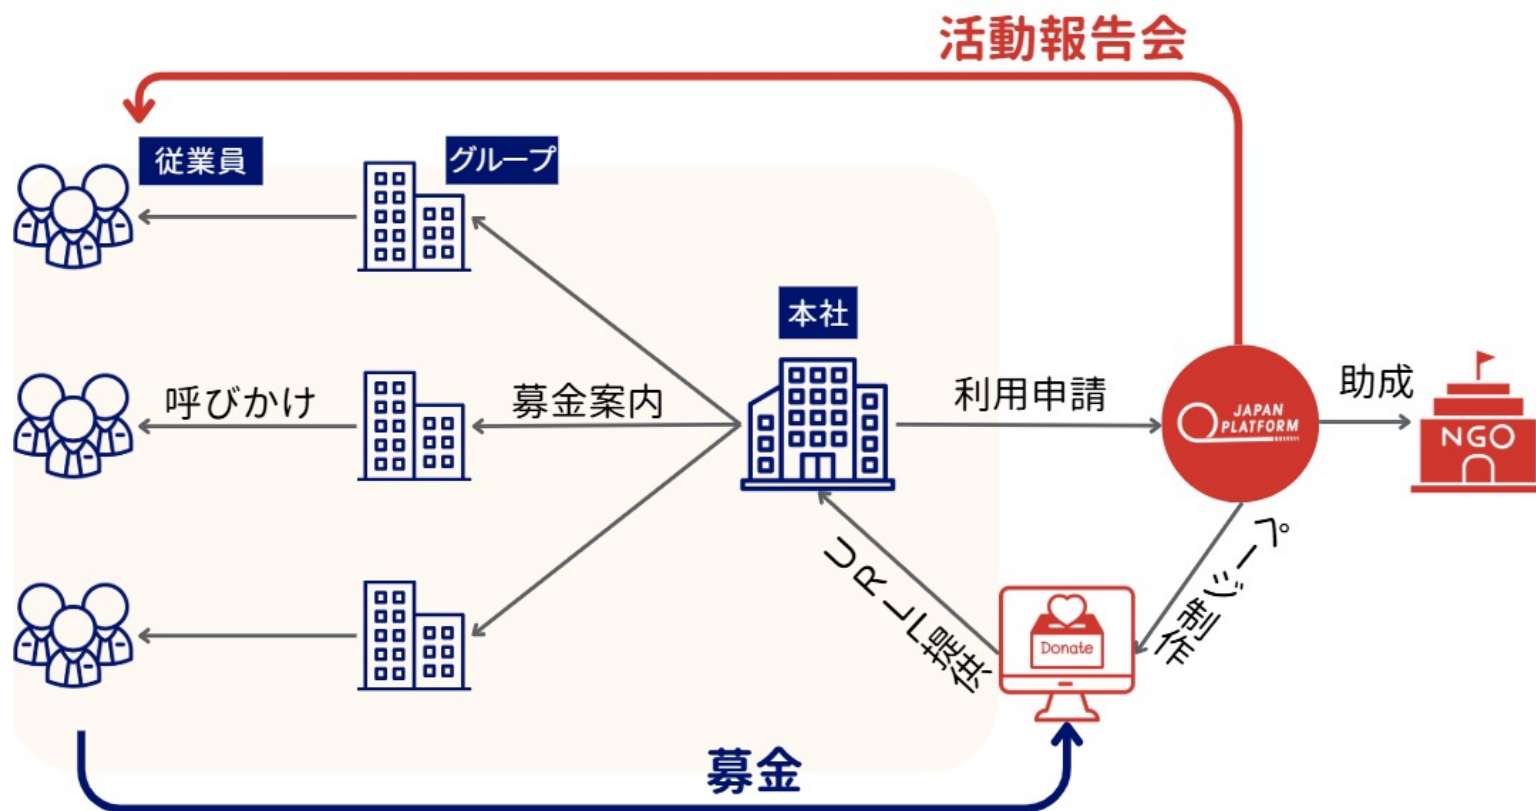 活動報告会
従業員
グループ
本社
呼びかけ
募金案内
利用申請
JAPAN
PLATFORM
助成
NGO
ページ制作
URL提供
Donate
募金